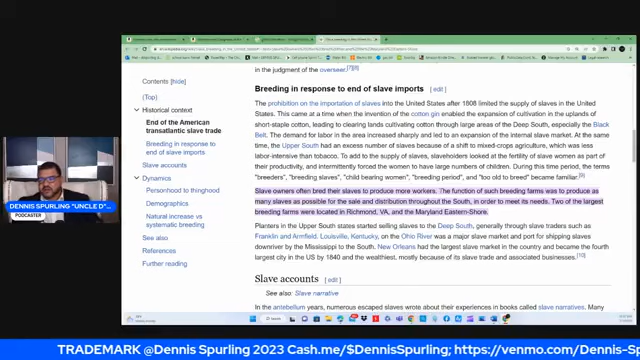 in the judgment of the overseer.[7][8]
Contents [hide]
(Top)
Historical context
End of the American
transatlantic slave trade
Breeding in response to end
of slave imports
Slave accounts
Dynamics
Personhood to thinghood
Demographics
Natural increase vs
systematic breeding
See also
References
Further reading
Breeding in response to end of slave imports [ edit ]
The prohibition on the importation of slaves into the United States after 1808 limited the supply of slaves in the United
States. This came at a time when the invention of the cotton gin enabled the expansion of cultivation in the uplands of
short-staple cotton, leading to clearing lands cultivating cotton through large areas of the Deep South, especially the Black
Belt. The demand for labor in the area increased sharply and led to an expansion of the internal slave market. At the same
time, the Upper South had an excess number of slaves because of a shift to mixed-crops agriculture, which was less
labor-intensive than tobacco. To add to the supply of slaves, slaveholders looked at the fertility of slave women as part of
their productivity, and intermittently forced the women to have large numbers of children. During this time period, the terms
"breeders", "breeding slaves", "child bearing women", "breeding period", and "too old to breed" became familiar.[9]
Slave owners often bred their slaves to produce more workers. The function of such breeding farms was to produce as
many slaves as possible for the sale and distribution throughout the South, in order to meet its needs. Two of the largest
breeding farms were located in Richmond, VA, and the Maryland Eastern-Shore.
Planters in the Upper South states started selling slaves to the Deep South, generally through slave traders such as
Franklin and Armfield. Louisville, Kentucky, on the Ohio River was a major slave market and port for shipping slaves
downriver by the Mississippi to the South. New Orleans had the largest slave market in the country and became the fourth
largest city in the US by 1840 and the wealthiest, mostly because of its slave trade and associated businesses.[10]
Slave accounts [ edit ]
See also: Slave narrative
In the antebellum years, numerous escaped slaves wrote about their experiences in books called slave narratives. Many
DENNIS SPURLING "UNCLE D"...
PODCASTER
TRADEMARK @Dennis Spurling 2023 Cash.me/$DennisSpurling; https://venmo.com/Dennis-Sp